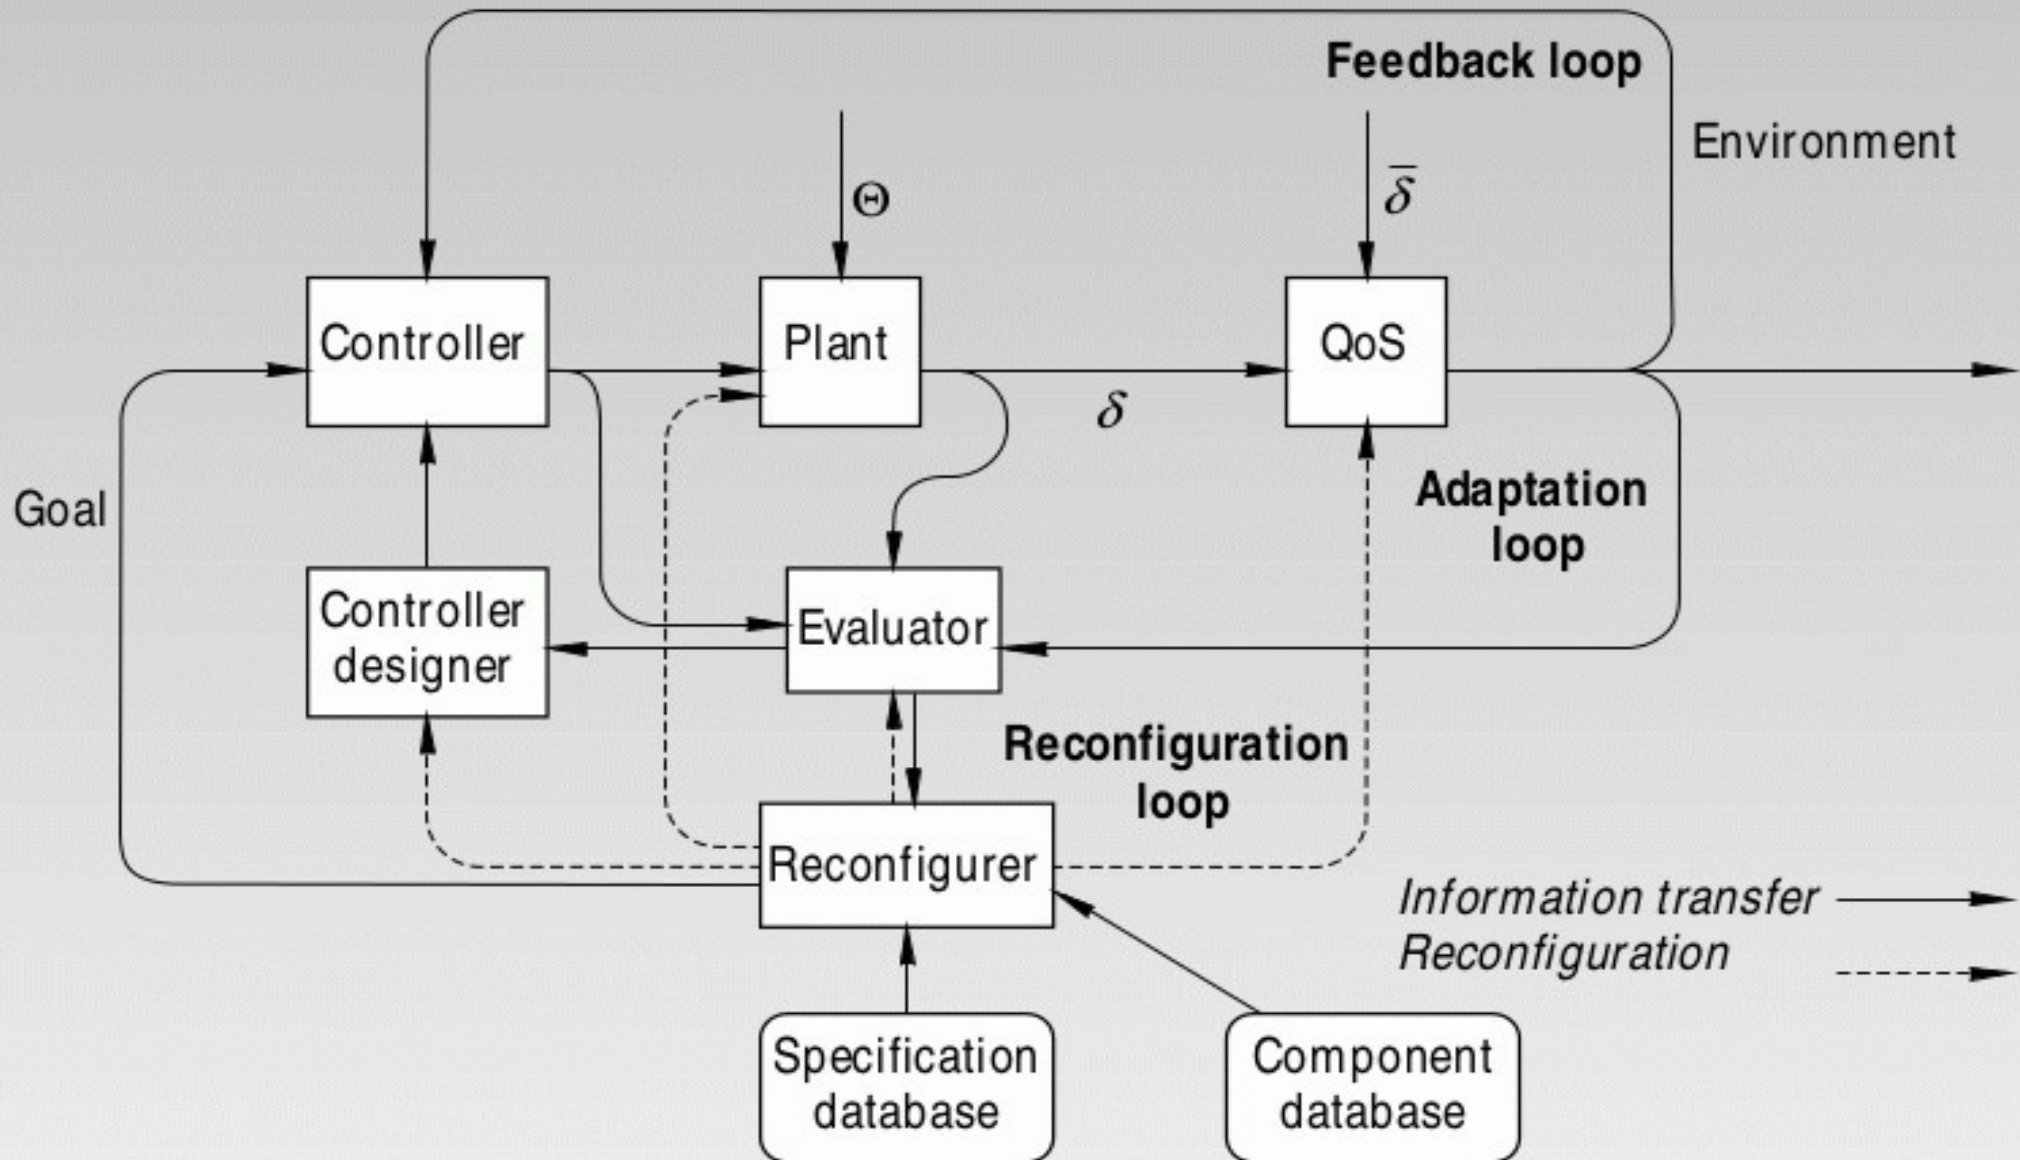 Feedback loop
Environment
Θ
δ̅
Controller
Plant
QoS
δ
Goal
Adaptation
loop
Controller
designer
Evaluator
Reconfiguration
loop
Reconfigurer
Information transfer
Reconfiguration
Specification
database
Component
database